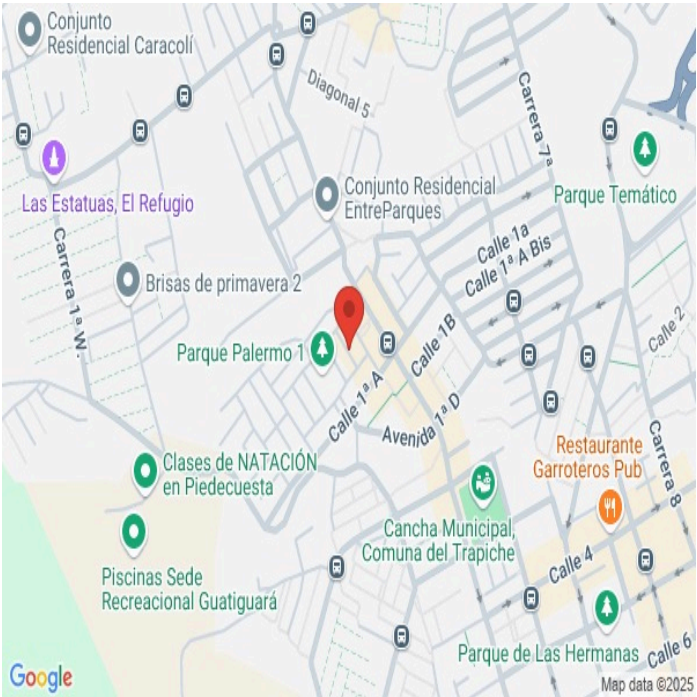 Conjunto
Residencial Caracolí
Diagonal 5
Carrera 7ª
Parque Temático
Las Estatuas, El Refugio
Conjunto Residencial
EntreParques
Carrera 1ª W.
Calle 1a
Calle 1ª A Bis
Brisas de primavera 2
Calle 2
Parque Palermo 1
Calle 1B
Calle 1ª A
Avenida 1ª D
Carrera 8
Restaurante
Garroteros Pub
Clases de NATACIÓN
en Piedecuesta
Cancha Municipal,
Comuna del Trapiche
Calle 4
Piscinas Sede
Recreacional Guatiguará
Parque de Las Hermanas
Calle 6
Google
Map data ©2025